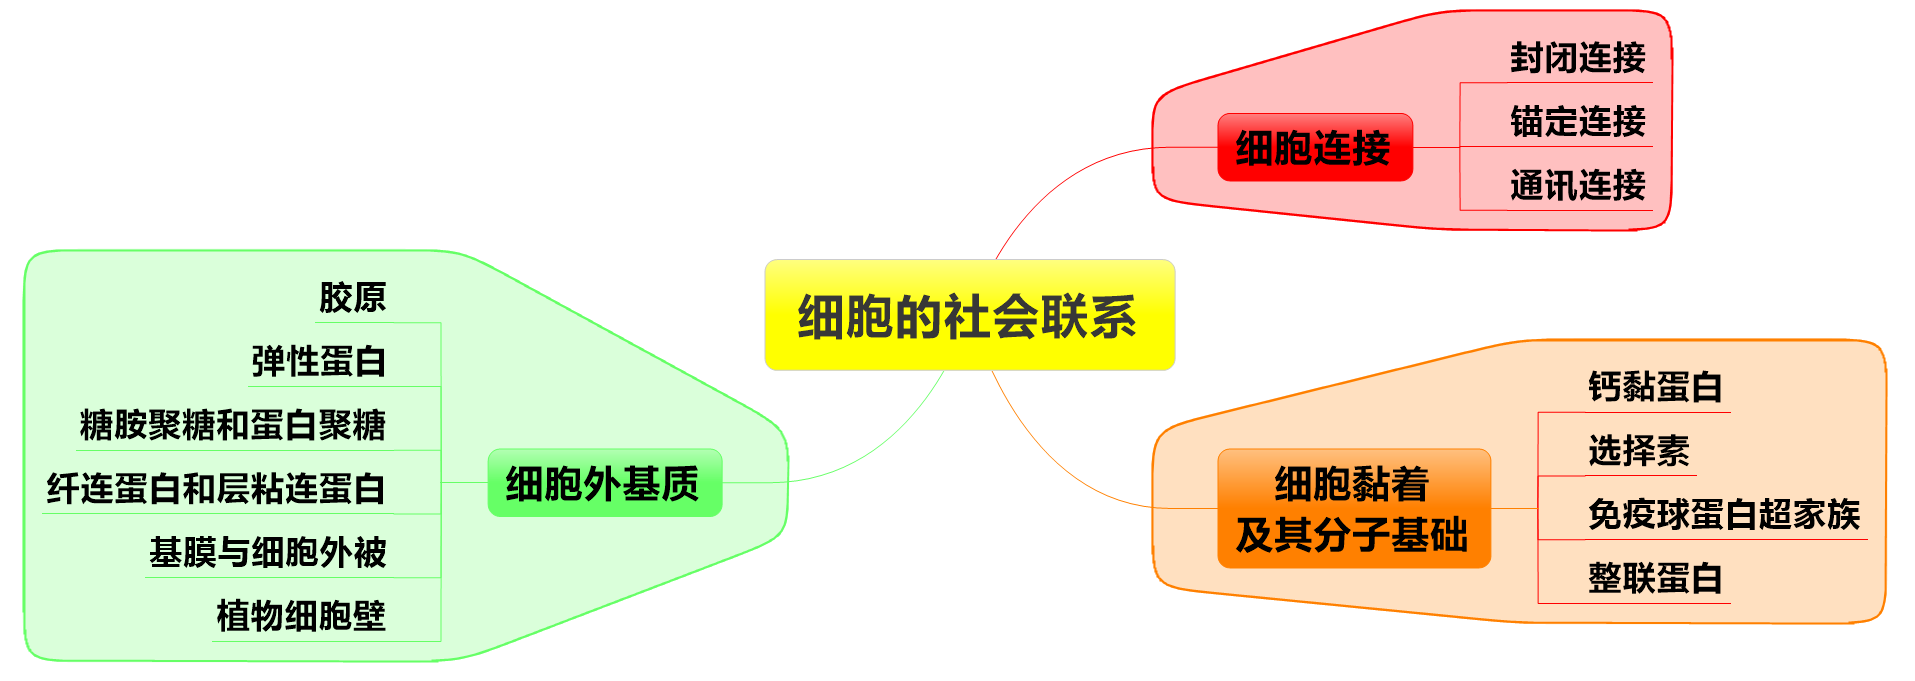 细胞的社会联系
细胞连接
封闭连接
锚定连接
通讯连接
细胞黏着
及其分子基础
钙黏蛋白
选择素
免疫球蛋白超家族
整联蛋白
细胞外基质
胶原
弹性蛋白
糖胺聚糖和蛋白聚糖
纤连蛋白和层粘连蛋白
基膜与细胞外被
植物细胞壁